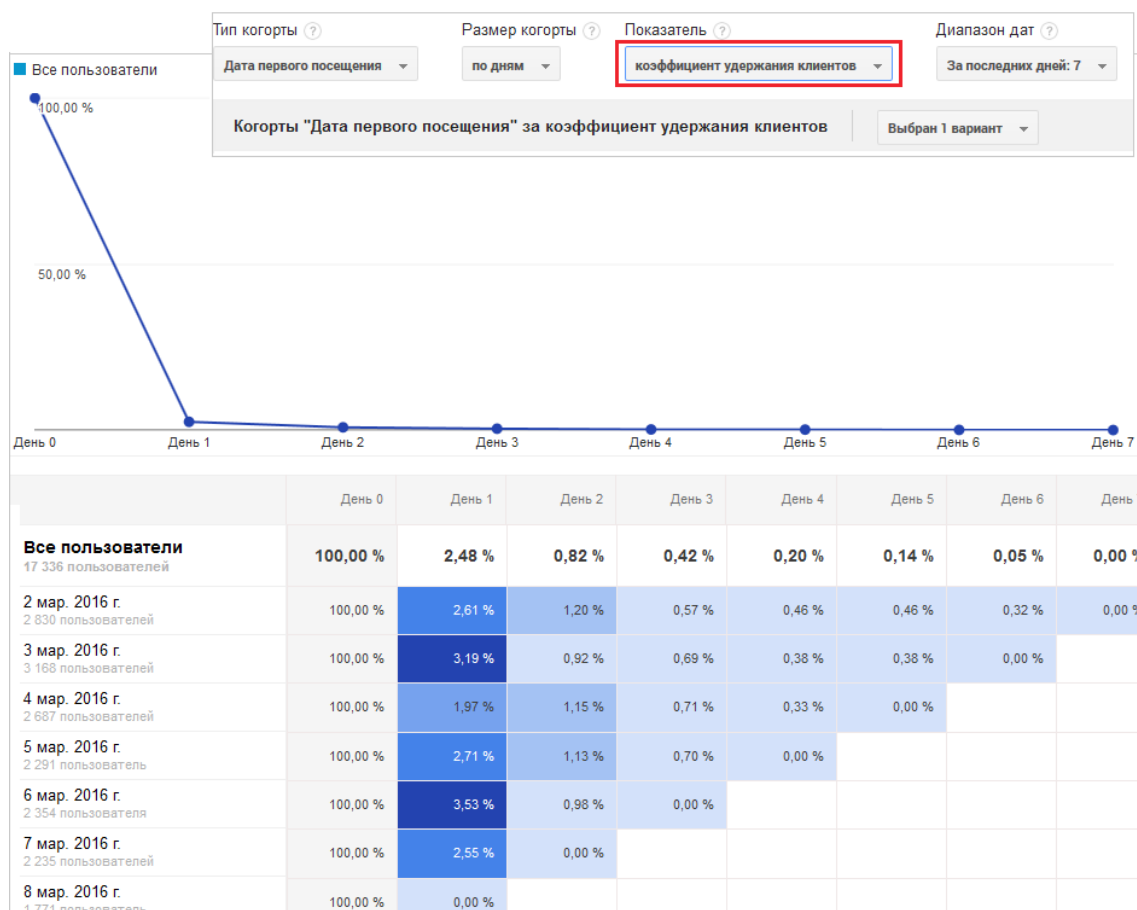 Тип когорты ?
Размер когорты ?
Показатель ?
Диапазон дат ?
Дата первого посещения
по дням
коэффициент удержания клиентов
За последних дней: 7
Когорты "Дата первого посещения" за коэффициент удержания клиентов
Выбран 1 вариант
Все пользователи
100,00 %
50,00 %
День 0 День 1 День 2 День 3 День 4 День 5 День 6 День 7
День 0 День 1 День 2 День 3 День 4 День 5 День 6 День
Все пользователи
17 336 пользователей
100,00 % 2,48 % 0,82 % 0,42 % 0,20 % 0,14 % 0,05 % 0,00 %
2 мар. 2016 г.
2 830 пользователей
100,00 % 2,61 % 1,20 % 0,57 % 0,46 % 0,46 % 0,32 % 0,00 %
3 мар. 2016 г.
3 168 пользователей
100,00 % 3,19 % 0,92 % 0,69 % 0,38 % 0,38 % 0,00 %
4 мар. 2016 г.
2 687 пользователей
100,00 % 1,97 % 1,15 % 0,71 % 0,33 % 0,00 %
5 мар. 2016 г.
2 291 пользователь
100,00 % 2,71 % 1,13 % 0,70 % 0,00 %
6 мар. 2016 г.
2 354 пользователя
100,00 % 3,53 % 0,98 % 0,00 %
7 мар. 2016 г.
2 235 пользователей
100,00 % 2,55 % 0,00 %
8 мар. 2016 г.
1 771 пользователь
100,00 % 0,00 %